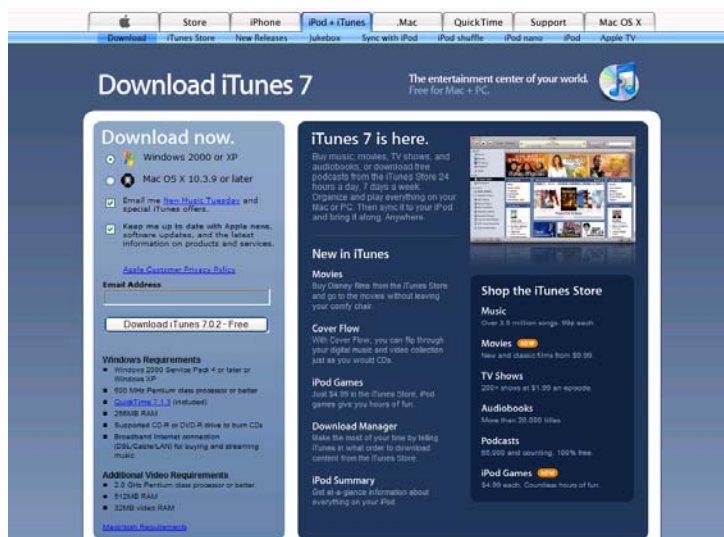 Store iPhone iPod + iTunes .Mac QuickTime Support Mac OS X
Download iTunes Store New Releases Jukebox Sync with iPod iPod shuffle iPod nano iPod Apple TV
Download iTunes 7
The entertainment center of your world.
Free for Mac + PC.
Download now.
Windows 2000 or XP
Mac OS X 10.3.9 or later
Email me New Music Tuesday and
special iTunes offers.
Keep me up to date with Apple news,
software updates, and the latest
information on products and services.
Apple Customer Privacy Policy
Email Address
Download iTunes 7.0.2 - Free
Windows Requirements
Windows 2000 Service Pack 4 or later or
Windows XP
500 MHz Pentium class processor or better
QuickTime 7.1.3 (included)
256MB RAM
Supported CD-R or DVD-R drive to burn CDs
Broadband Internet connection
(DSL/Cable/LAN) for buying and streaming
music
Additional Video Requirements
2.0 GHz Pentium class processor or better
512MB RAM
32MB video RAM
Macintosh Requirements
iTunes 7 is here.
Buy music, movies, TV shows, and
audiobooks, or download free
podcasts from the iTunes Store 24
hours a day, 7 days a week.
Organize and play everything on your
Mac or PC. Then sync it to your iPod
and bring it along. Anywhere.
New in iTunes
Movies
Buy Disney films from the iTunes Store
and go to the movies without leaving
your comfy chair.
Cover Flow
With Cover Flow, you can flip through
your digital music and video collection
just as you would CDs.
iPod Games
Just $4.99 in the iTunes Store, iPod
games give you hours of fun.
Download Manager
Make the most of your time by telling
iTunes in what order to download
content from the iTunes Store.
iPod Summary
Get at-a-glance information about
everything on your iPod.
Shop the iTunes Store
Music
Over 3.5 million songs. 99¢ each.
Movies NEW
New and classic films from $9.99.
TV Shows
200+ shows at $1.99 an episode.
Audiobooks
More than 20,000 titles
Podcasts
65,000 and counting. 100% free.
iPod Games NEW
$4.99 each. Countless hours of fun.